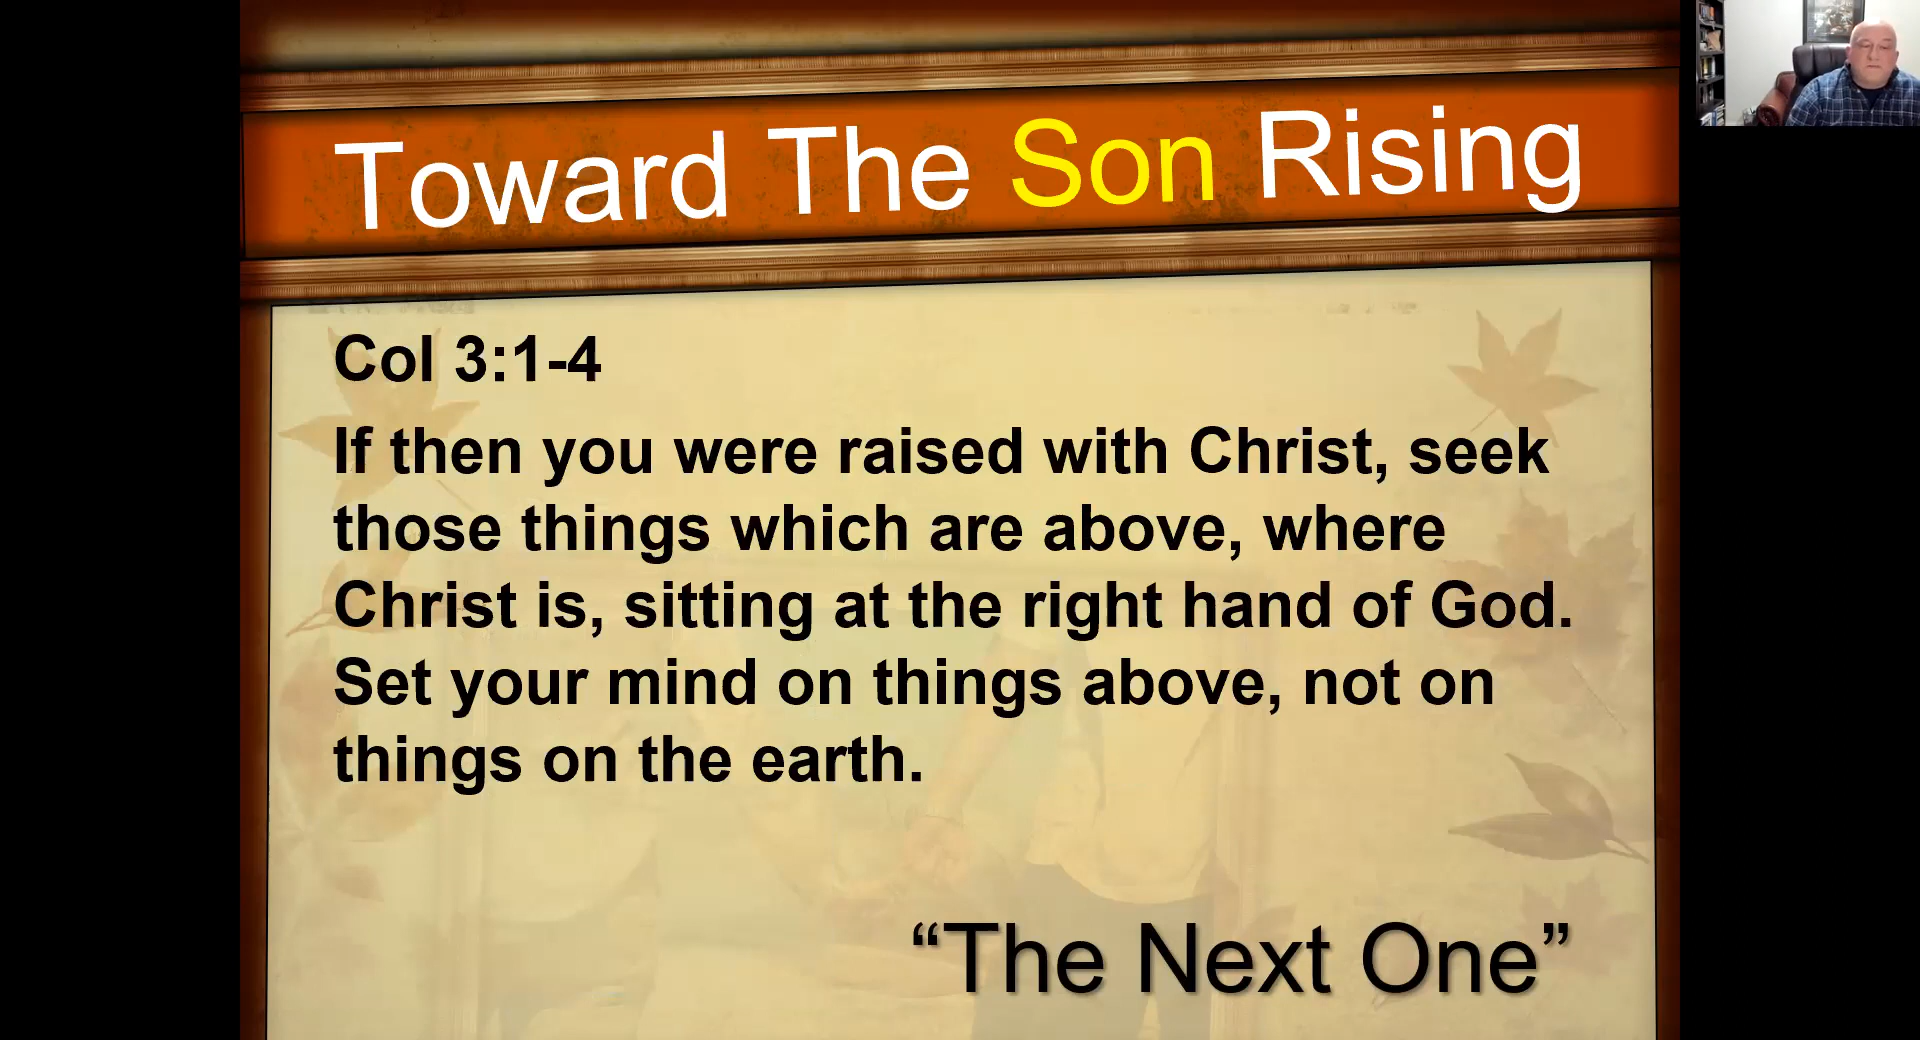 Toward The Son Rising
Col 3:1-4
If then you were raised with Christ, seek
those things which are above, where
Christ is, sitting at the right hand of God.
Set your mind on things above, not on
things on the earth.
“The Next One”